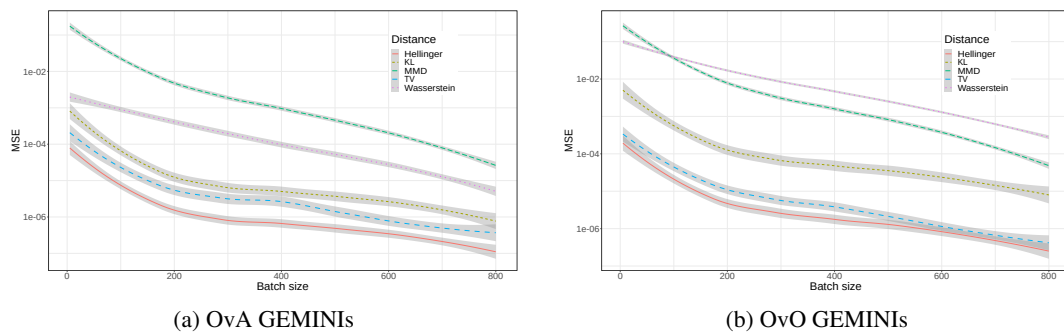 Distance
Hellinger
KL
MMD
TV
Wasserstein
MSE
1e-02
1e-04
1e-06
0
200
400
600
800
Batch size
(a) OvA GEMINIs
Distance
Hellinger
KL
MMD
TV
Wasserstein
MSE
1e-02
1e-04
1e-06
0
200
400
600
800
Batch size
(b) OvO GEMINIs